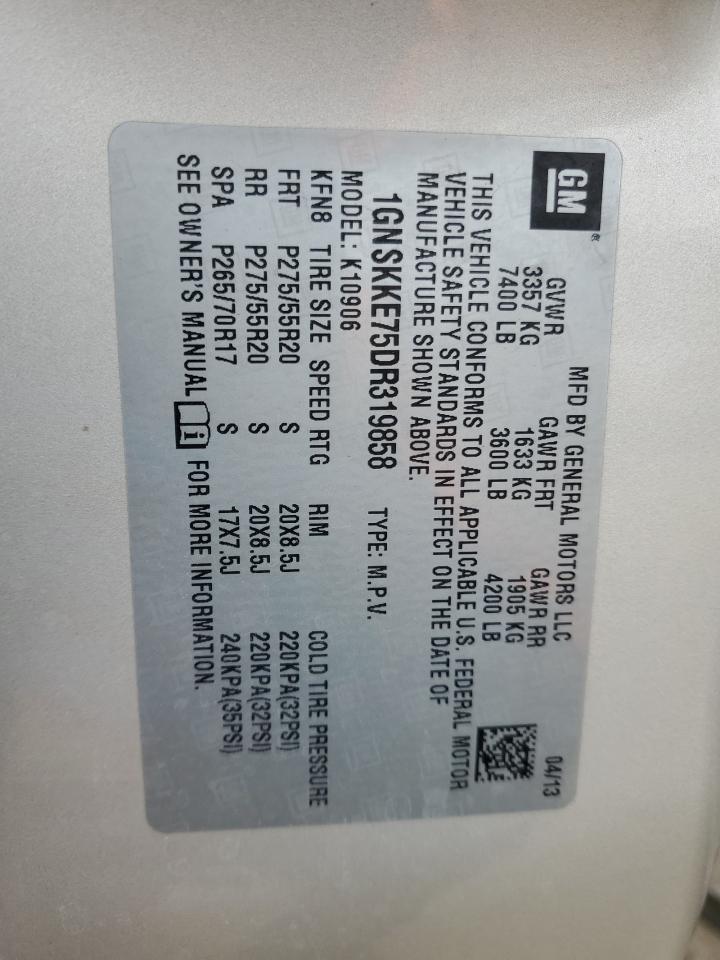 GM®
MFD BY GENERAL MOTORS LLC 04/13
GVWR GAWR FRT GAWR RR
3357 KG 1633 KG 1905 KG
7400 LB 3600 LB 4200 LB
THIS VEHICLE CONFORMS TO ALL APPLICABLE U.S. FEDERAL MOTOR
VEHICLE SAFETY STANDARDS IN EFFECT ON THE DATE OF
MANUFACTURE SHOWN ABOVE.
1GNSKKE75DR319858 TYPE: M.P.V.
MODEL: K10906
KFN8 TIRE SIZE SPEED RTG RIM COLD TIRE PRESSURE
FRT P275/55R20 S 20X8.5J 220KPA(32PSI)
RR P275/55R20 S 20X8.5J 220KPA(32PSI)
SPA P265/70R17 S 17X7.5J 240KPA(35PSI)
SEE OWNER'S MANUAL i FOR MORE INFORMATION.